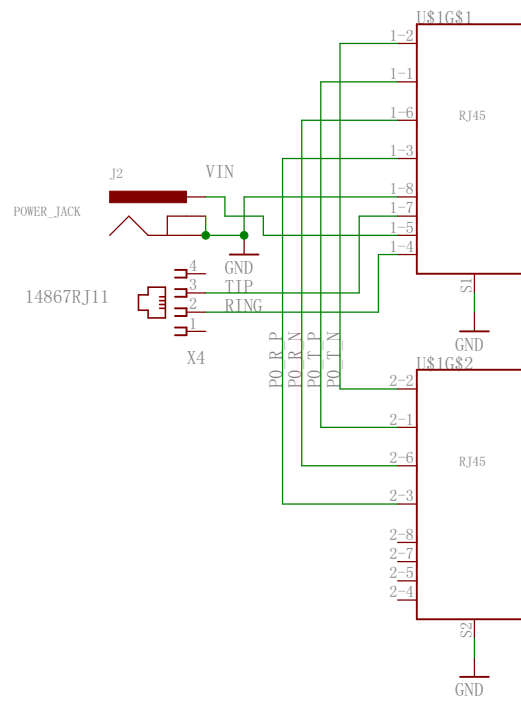 U$1G$1
1-2
1-1
1-6
1-3
1-8
1-7
1-5
1-4
RJ45
S1
GND
J2
VIN
POWER_JACK
GND
4
3
2
1
TIP
RING
14867RJ11
X4
PO_R_P
PO_R_N
PO_T_P
PO_T_N
U$1G$2
2-2
2-1
2-6
2-3
2-8
2-7
2-5
2-4
RJ45
S2
GND